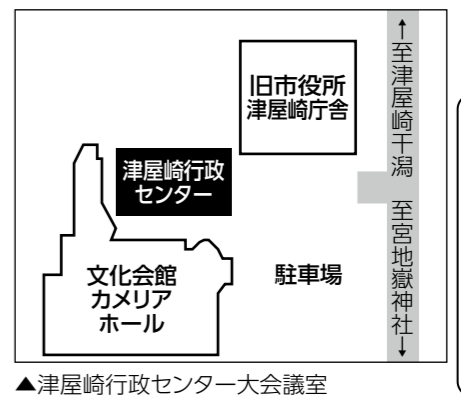 旧市役所
津屋崎庁舎
↑至津屋崎干潟
至宮地嶽神社↓
津屋崎行政
センター
文化会館
カメリア
ホール
駐車場
▲津屋崎行政センター大会議室